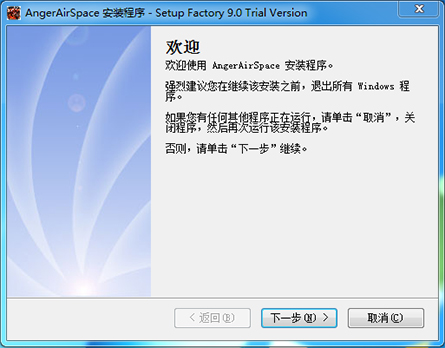 AngerAirSpace 安装程序 - Setup Factory 9.0 Trial Version
欢迎
欢迎使用 AngerAirSpace 安装程序。
强烈建议您在继续该安装之前，退出所有 Windows 程
序。
如果您有任何其他程序正在运行，请单击“取消”，关
闭程序，然后再次运行该安装程序。
否则，请单击“下一步”继续。
< 返回(B)
下一步(N) >
取消(C)